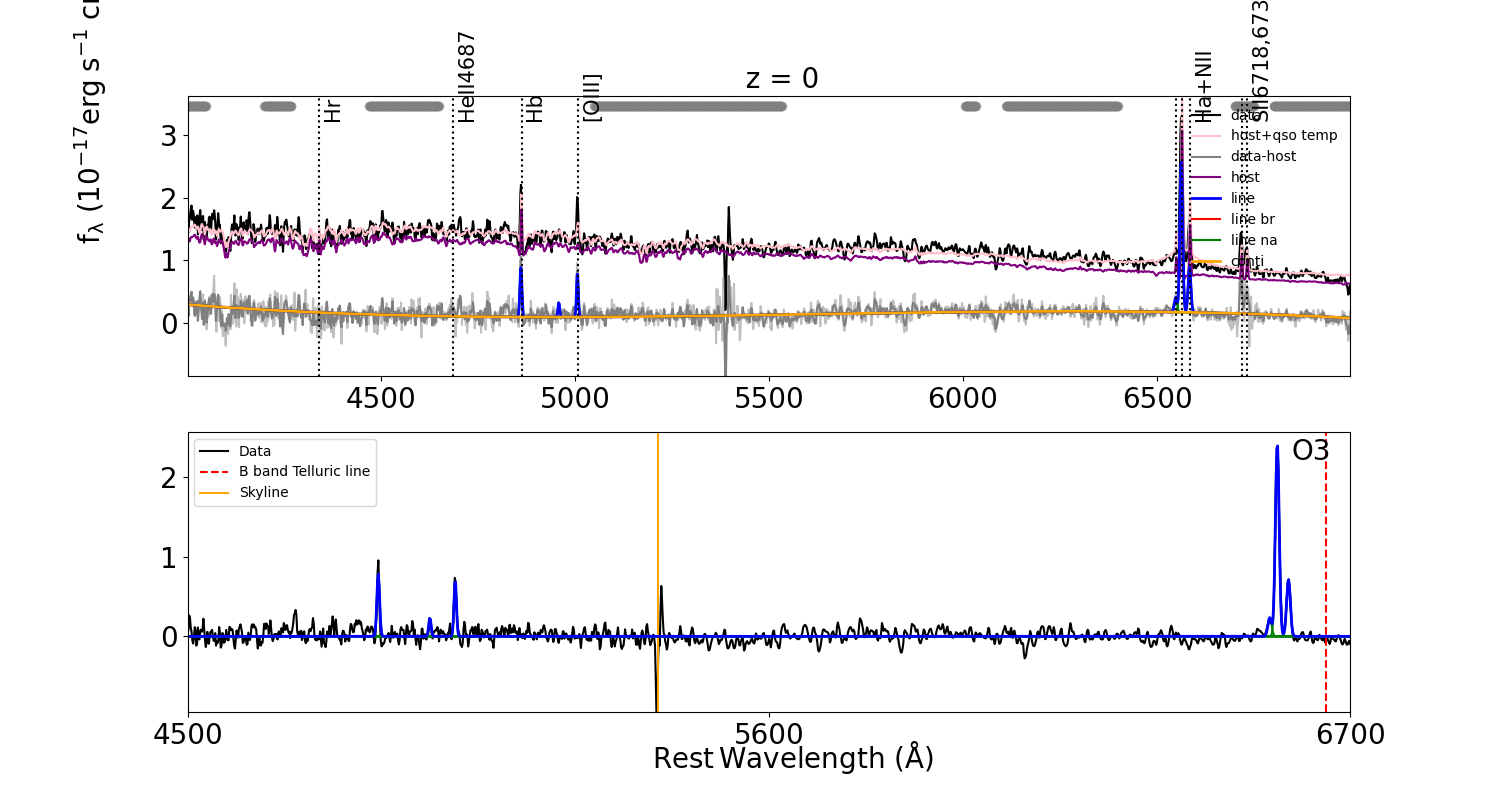 z = 0
f_λ (10⁻¹⁷ erg s⁻¹ c
Hr
HeII4687
Hb
[OIII]
Ha+NII
SII6718,673
data
host+qso temp
data-host
host
line
line br
line na
conti
3
2
1
0
4500 5000 5500 6000 6500
Data
B band Telluric line
Skyline
O3
2
1
0
4500 5600 6700
Rest Wavelength (Å)